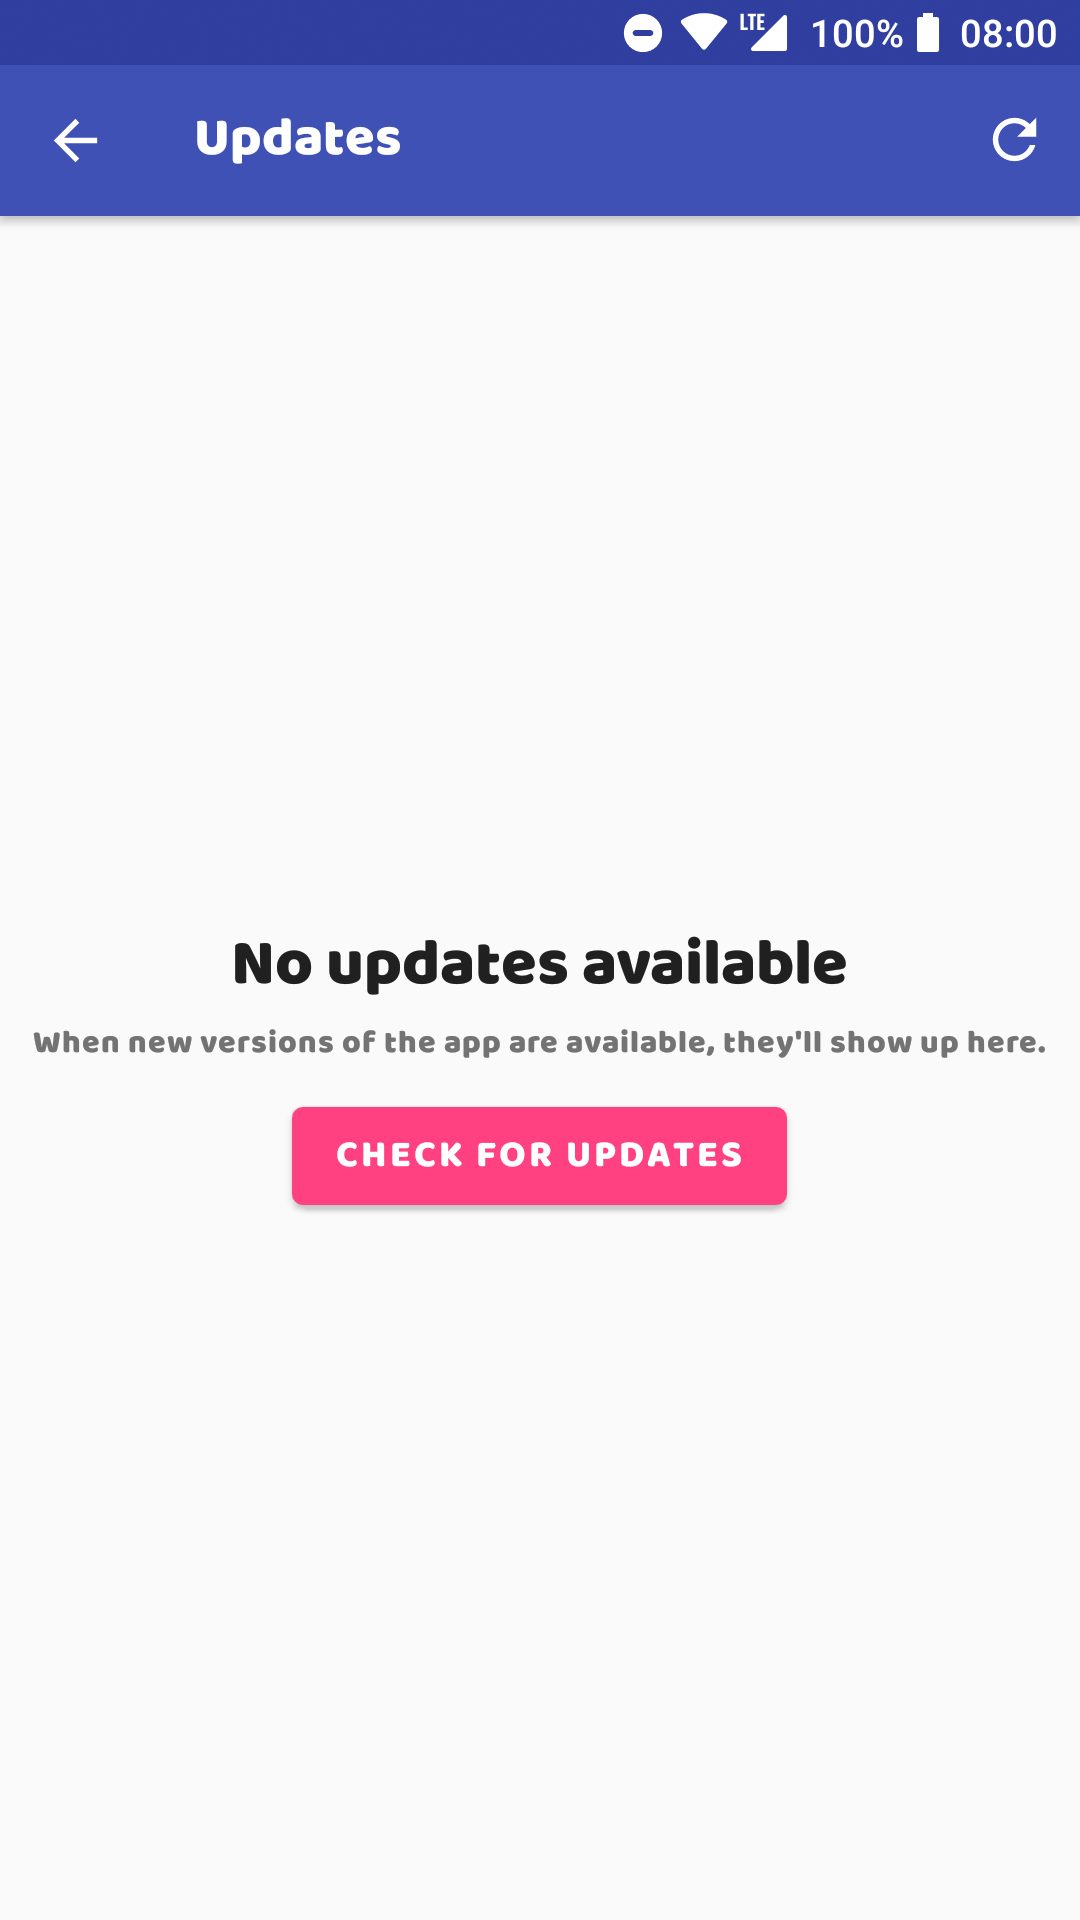 LTE 100% 08:00
Updates
No updates available
When new versions of the app are available, they'll show up here.
CHECK FOR UPDATES